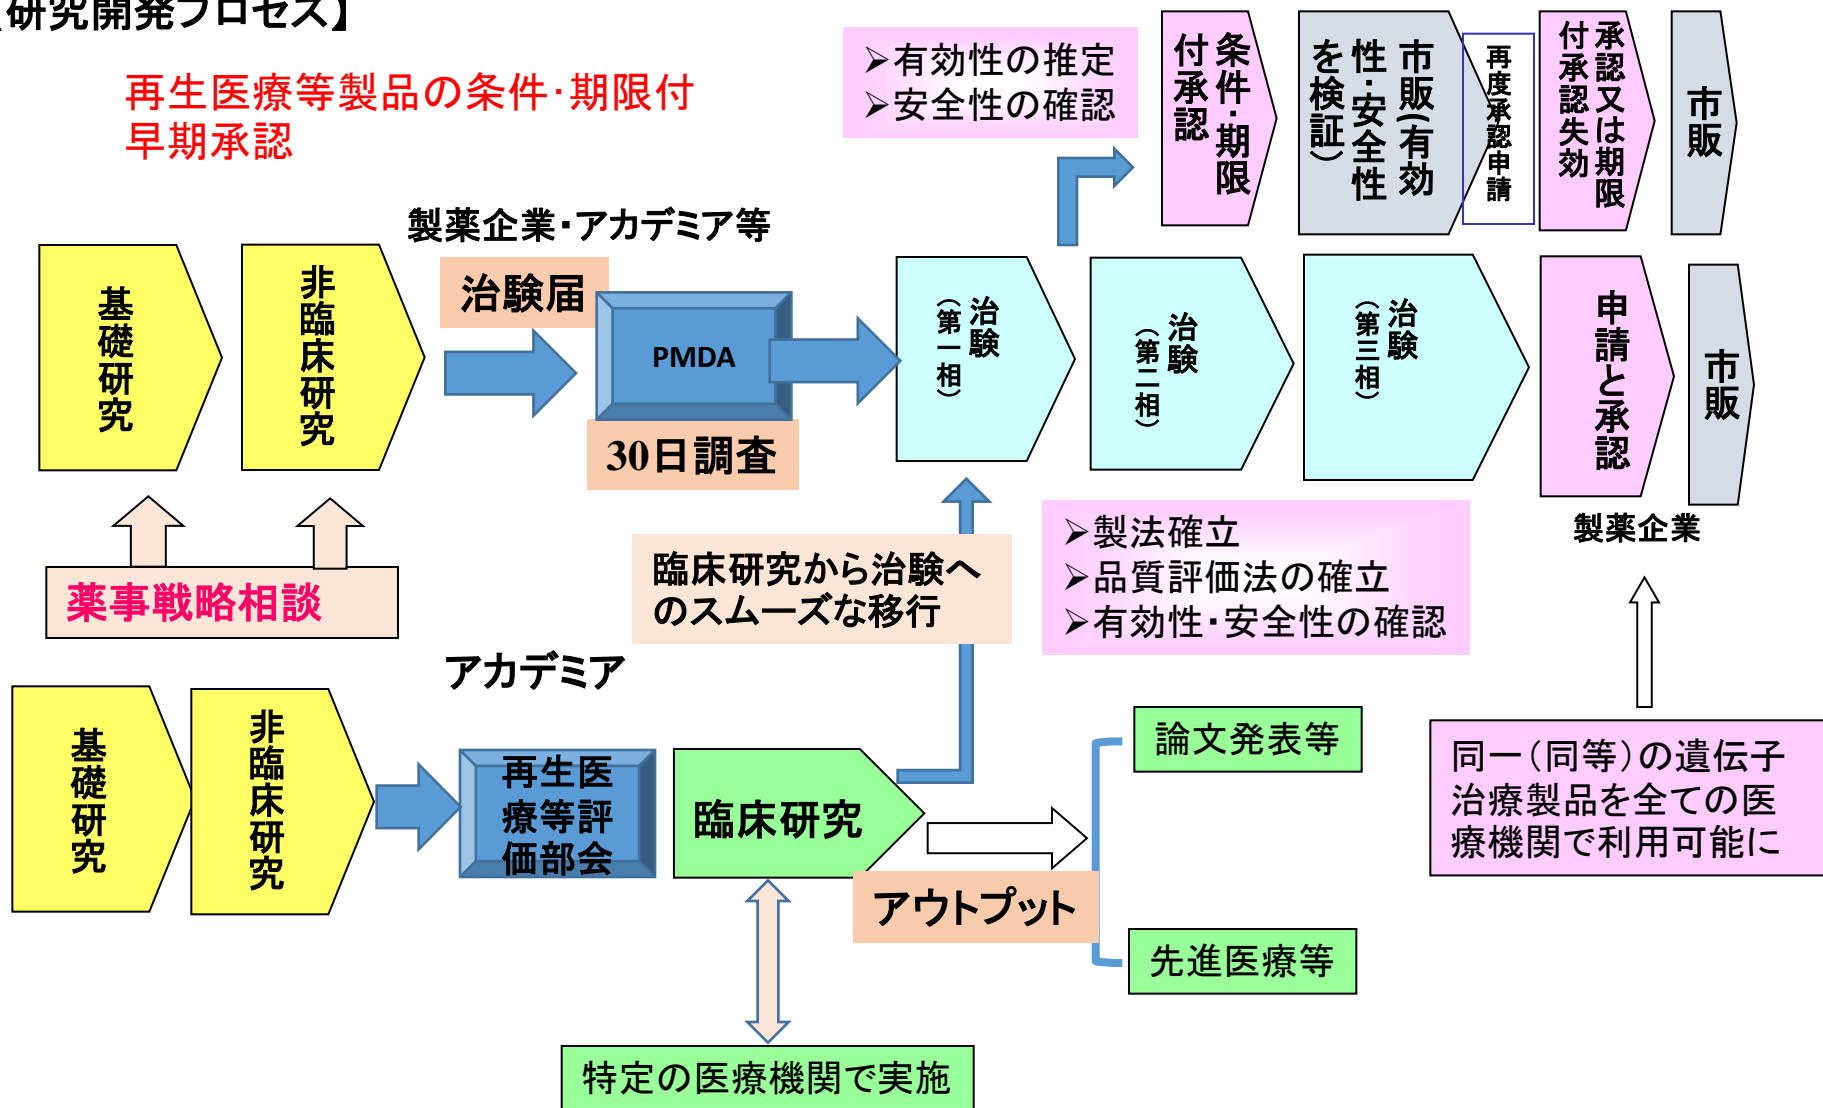 研究開発プロセス】
再生医療等製品の条件・期限付
早期承認
➢有効性の推定
➢安全性の確認
条件・期限
付承認
市販(有効
性・安全性
を検証)
再度承認申請
承認又は期限
付承認失効
市販
製薬企業・アカデミア等
基礎研究
非臨床研究
治験届
PMDA
30日調査
治験
(第一相)
治験
(第二相)
治験
(第三相)
申請と承認
市販
製薬企業
薬事戦略相談
臨床研究から治験へ
のスムーズな移行
➢製法確立
➢品質評価法の確立
➢有効性・安全性の確認
アカデミア
基礎研究
非臨床研究
再生医
療等評
価部会
臨床研究
アウトプット
論文発表等
先進医療等
同一(同等)の遺伝子
治療製品を全ての医
療機関で利用可能に
特定の医療機関で実施